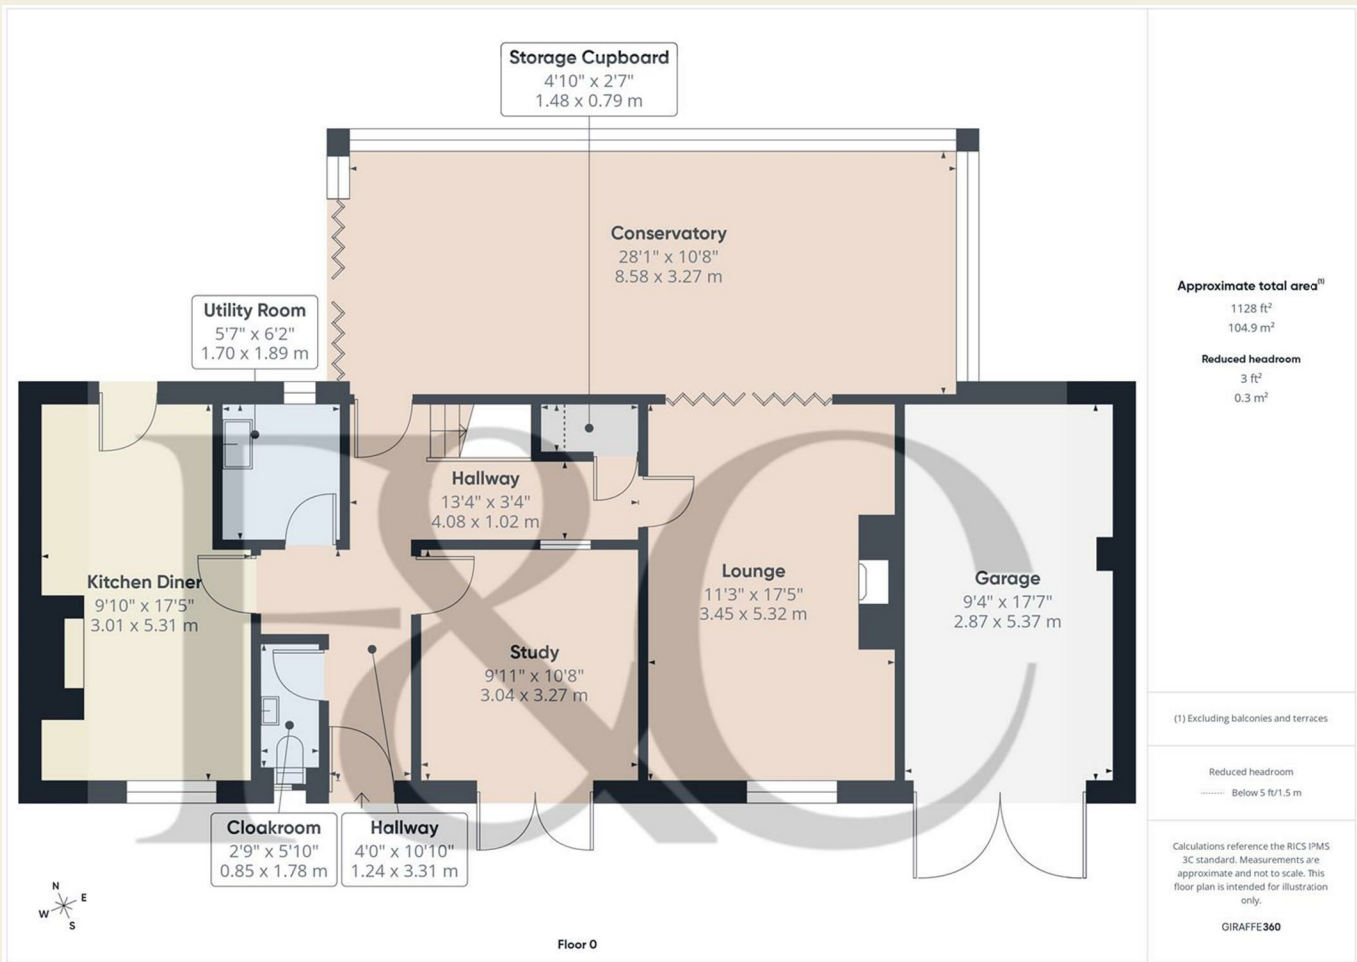 Storage Cupboard
4'10" x 2'7"
1.48 x 0.79 m
Conservatory
28'1" x 10'8"
8.58 x 3.27 m
Utility Room
5'7" x 6'2"
1.70 x 1.89 m
Hallway
13'4" x 3'4"
4.08 x 1.02 m
Kitchen Diner
9'10" x 17'5"
3.01 x 5.31 m
Lounge
11'3" x 17'5"
3.45 x 5.32 m
Garage
9'4" x 17'7"
2.87 x 5.37 m
Study
9'11" x 10'8"
3.04 x 3.27 m
Cloakroom
2'9" x 5'10"
0.85 x 1.78 m
Hallway
4'0" x 10'10"
1.24 x 3.31 m
F&C
N
E
W
S
Floor 0
Approximate total area(1)
1128 ft²
104.9 m²
Reduced headroom
3 ft²
0.3 m²
(1) Excluding balconies and terraces
Reduced headroom
Below 5 ft/1.5 m
Calculations reference the RICS IPMS
3C standard. Measurements are
approximate and not to scale. This
floor plan is intended for illustration
only.
GIRAFFE360